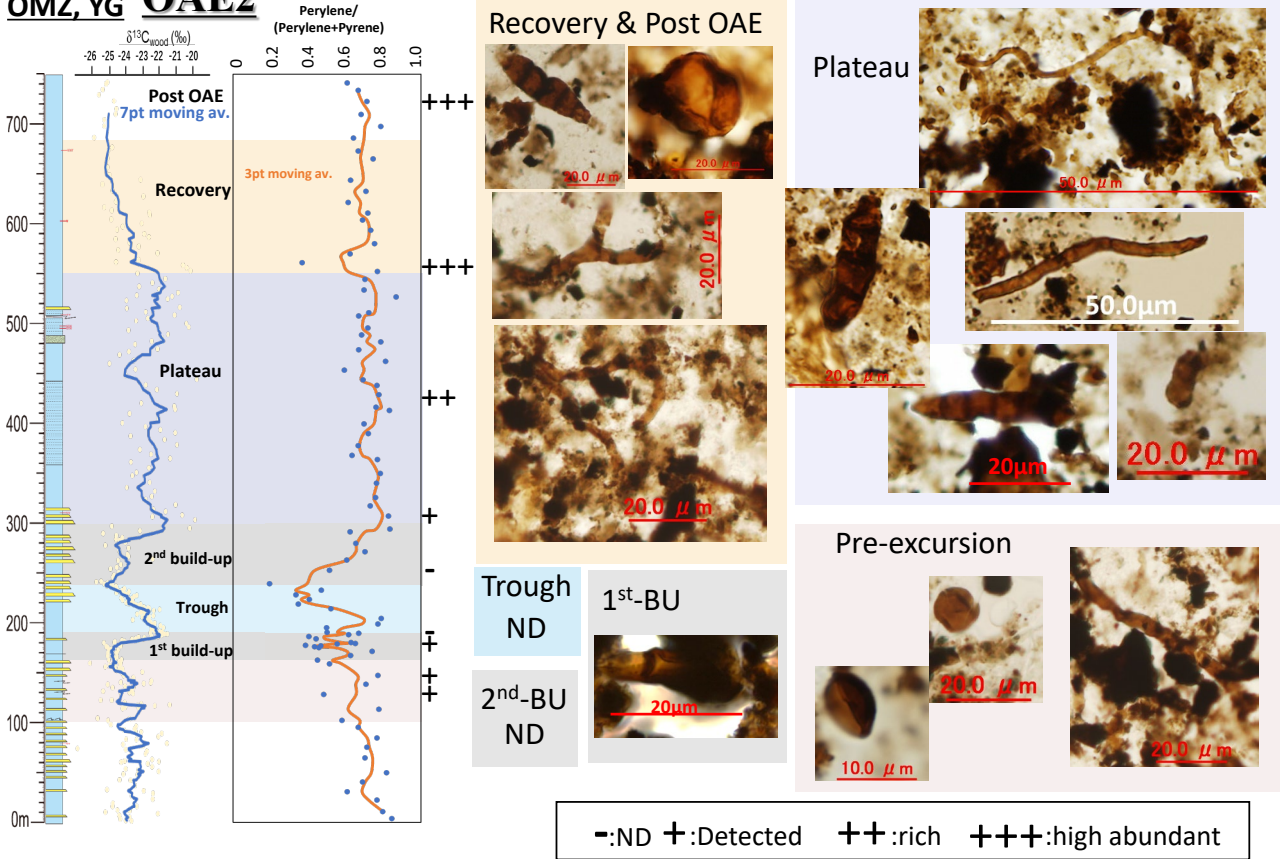 OMZ, YG OAE2
δ13Cwood (‰)
-26 -25 -24 -23 -22 -21 -20
Perylene/
(Perylene+Pyrene)
0 0.2 0.4 0.6 0.8 1.0
Post OAE
7pt moving av.
+++
700
Recovery
3pt moving av.
600
+++
500
Plateau
++
400
+
300
2nd build-up
-
Trough
200
-
+
1st build-up
+
+
100
0m
Recovery & Post OAE
20.0 μm
20.0 μm
20.0 μm
20.0 μm
Trough
ND
2nd-BU
ND
1st-BU
20μm
Plateau
50.0 μm
20.0 μm
50.0μm
20μm
20.0 μm
Pre-excursion
20.0 μm
10.0 μm
20.0 μm
-:ND +:Detected ++:rich +++:high abundant